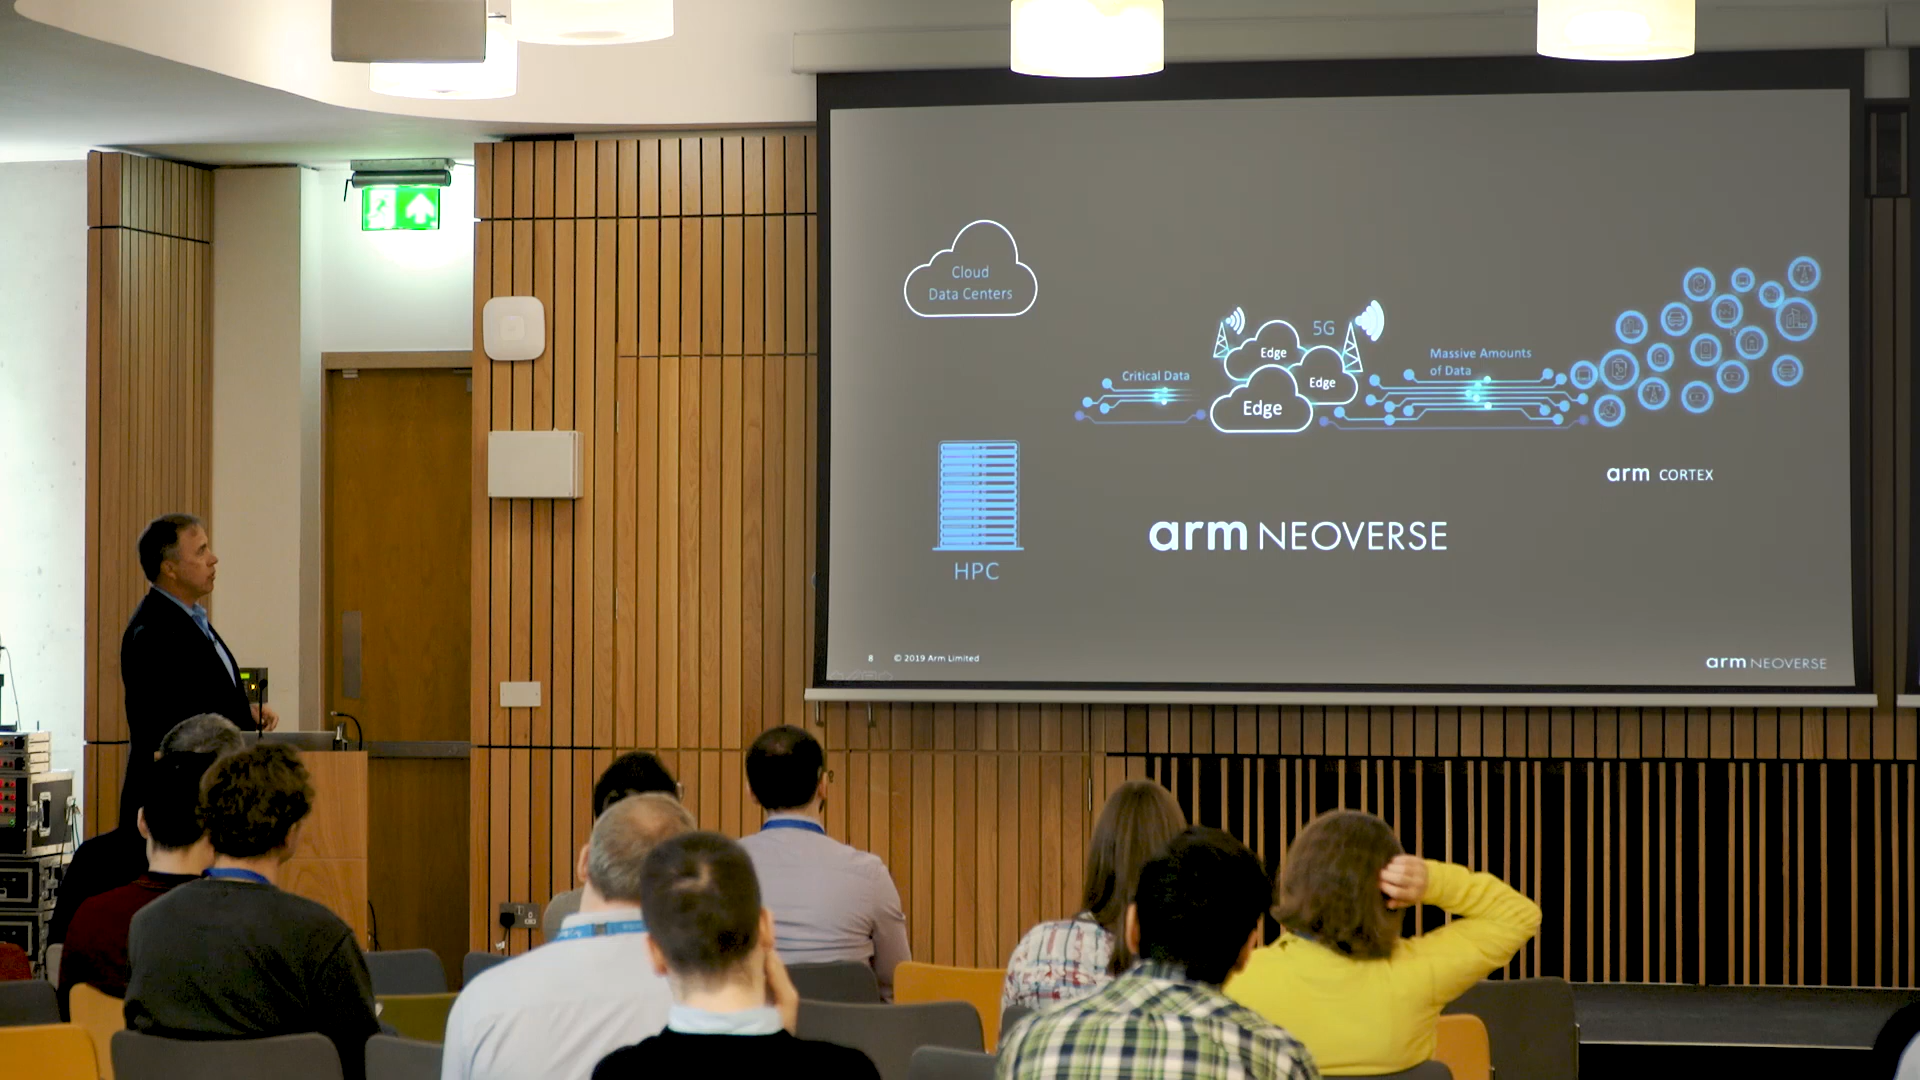 Cloud
Data Centers
Critical Data
Edge
Edge
Edge
5G
Massive Amounts
of Data
arm CORTEX
arm NEOVERSE
HPC
8 © 2019 Arm Limited
arm NEOVERSE